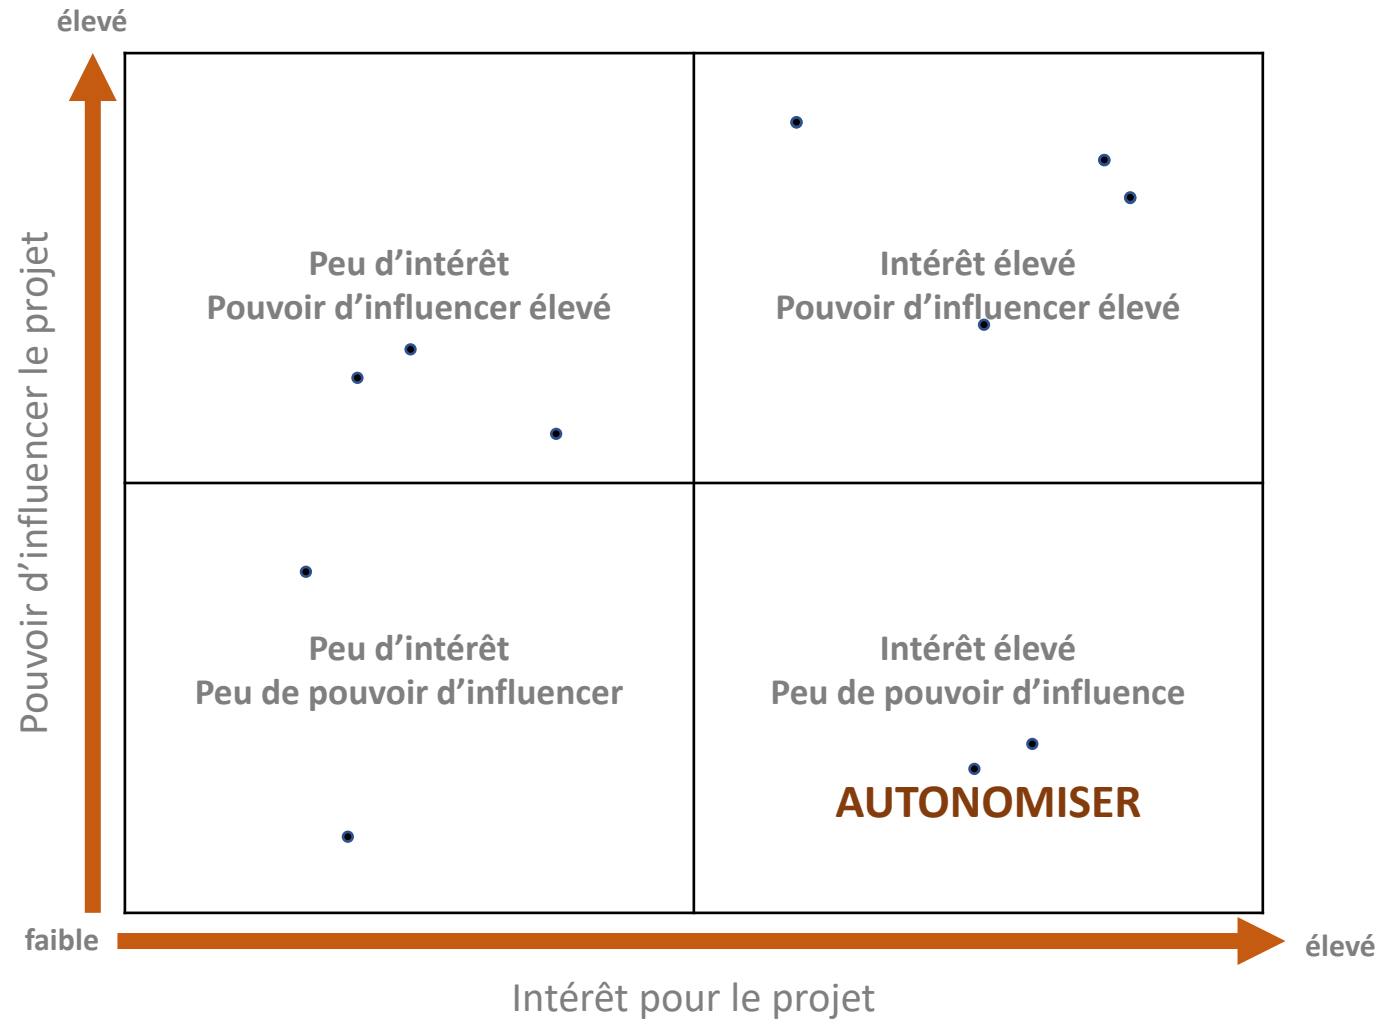 élevé
Pouvoir d’influencer le projet
Peu d’intérêt
Pouvoir d’influencer élevé
Intérêt élevé
Pouvoir d’influencer élevé
Peu d’intérêt
Peu de pouvoir d’influencer
Intérêt élevé
Peu de pouvoir d’influence
AUTONOMISER
faible
élevé
Intérêt pour le projet